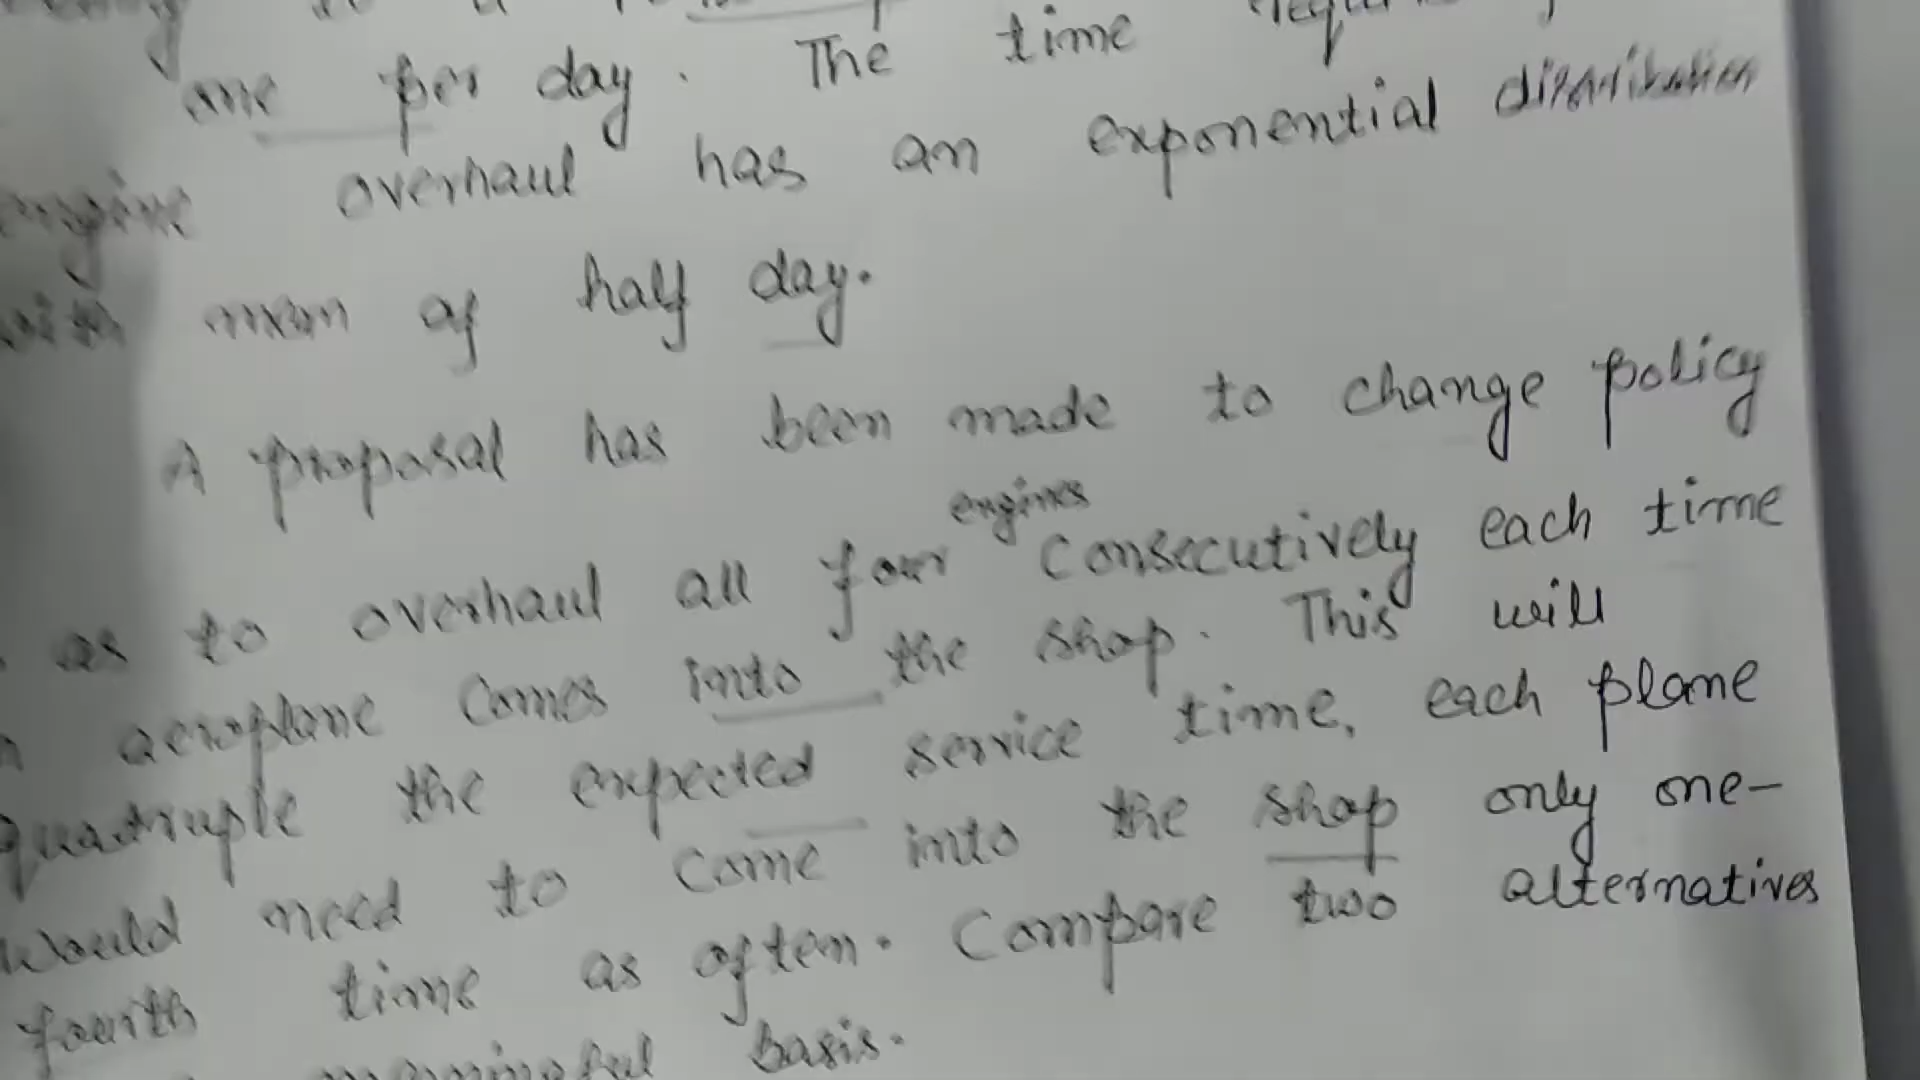 one per day. The time
engine overhaul has an exponential distribution
with mean of half day.
A proposal has been made to change policy
as to overhaul all four engines consecutively each time
aeroplane comes into the shop. This will
quadruple the expected service time, each plane
would need to come into the shop only one-
fourth time as often. Compare two alternatives
meaningful basis.